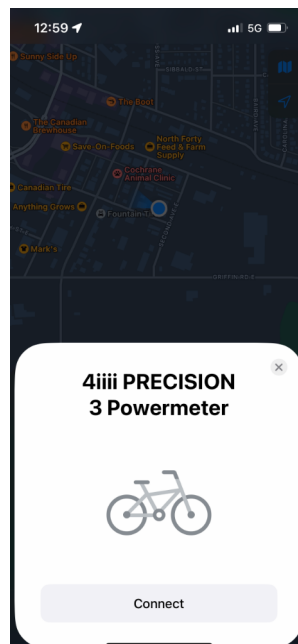 12:59
5G
Sunny Side Up
The Boot
The Canadian
Brewhouse
Save-On-Foods
North Forty
Feed & Farm
Supply
Cochrane
Animal Clinic
Canadian Tire
Anything Grows
Fountain T
Mark's
GRIFFIN RD E
4iiii PRECISION
3 Powermeter
Connect